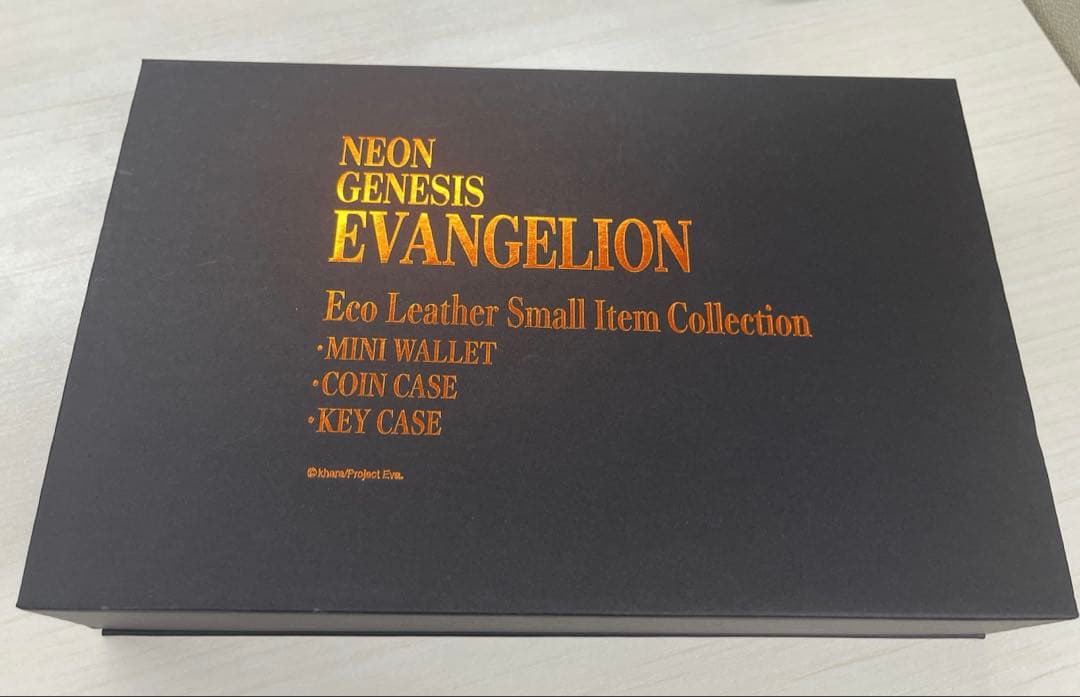 NEON
GENESIS
EVANGELION
Eco Leather Small Item Collection
・MINI WALLET
・COIN CASE
・KEY CASE
©khara/Project Eva.